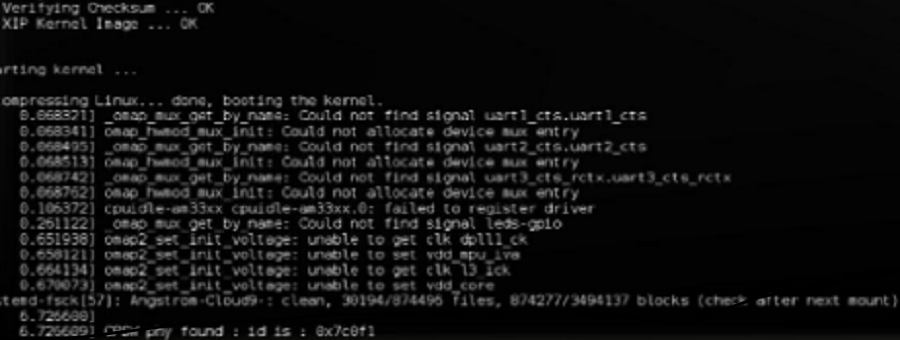 Verifying Checksum ... OK
XIP Kernel Image ... OK
arting kernel ...
ompressing Linux... done, booting the kernel.
0.068321] _omap_mux_get_by_name: Could not find signal uart1_cts.uart1_cts
0.068341] omap_hwmod_mux_init: Could not allocate device mux entry
0.068495] _omap_mux_get_by_name: Could not find signal uart2_cts.uart2_cts
0.068513] omap_hwmod_mux_init: Could not allocate device mux entry
0.068742] _omap_mux_get_by_name: Could not find signal uart3_cts_rctx.uart3_cts_rctx
0.068762] omap_hwmod_mux_init: Could not allocate device mux entry
0.106372] cpuidle-am33xx cpuidle-am33xx.0: failed to register driver
0.261122] _omap_mux_get_by_name: Could not find signal leds-gpio
0.651938] omap2_set_init_voltage: unable to get clk dpll1_ck
0.658121] omap2_set_init_voltage: unable to set vdd_mpu_iva
0.664134] omap2_set_init_voltage: unable to get clk l3_ick
0.670073] omap2_set_init_voltage: unable to set vdd_core
stemd-fsck[57]: Angstrom-Cloud9-: clean, 30194/874496 files, 874277/3494137 blocks (check after next mount)
6.726600]
6.726609] CPSW phy found : id is : 0x7c0f1